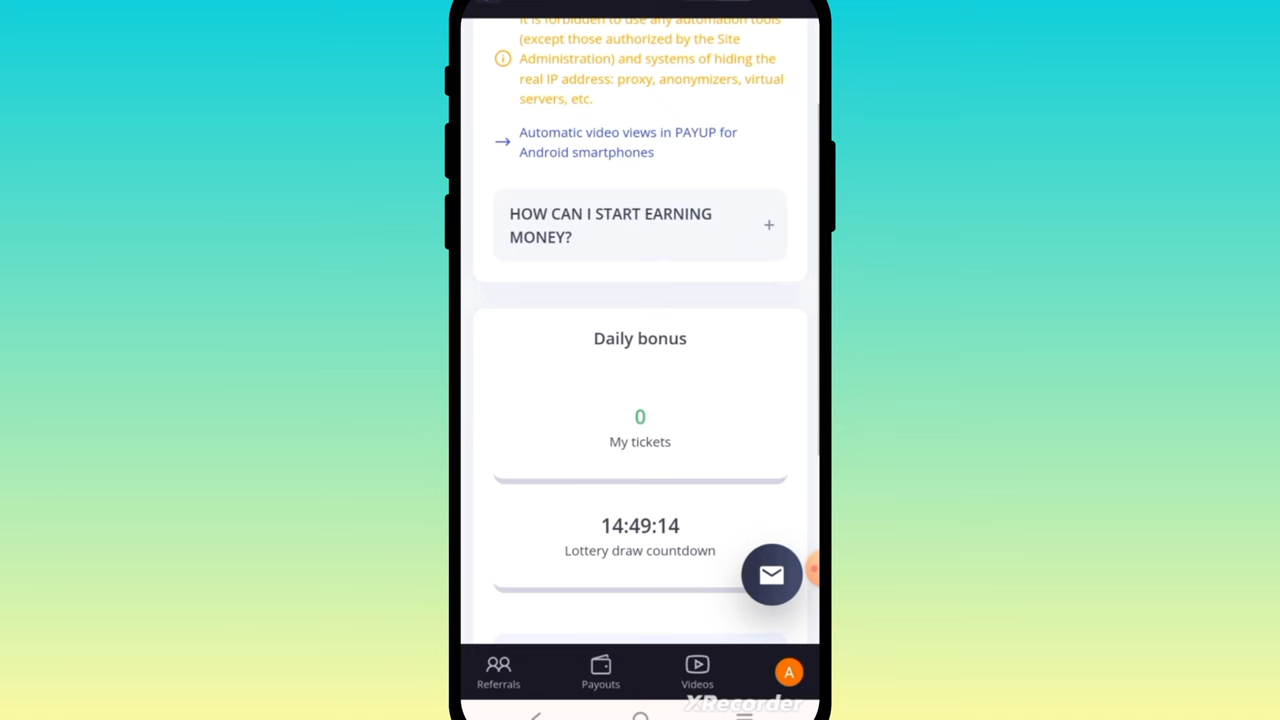 It is forbidden to use any automation tools
(except those authorized by the Site
Administration) and systems of hiding the
real IP address: proxy, anonymizers, virtual
servers, etc.
Automatic video views in PAYUP for
Android smartphones
HOW CAN I START EARNING
MONEY?
+
Daily bonus
0
My tickets
14:49:14
Lottery draw countdown
Referrals
Payouts
Videos
A
XRecorder